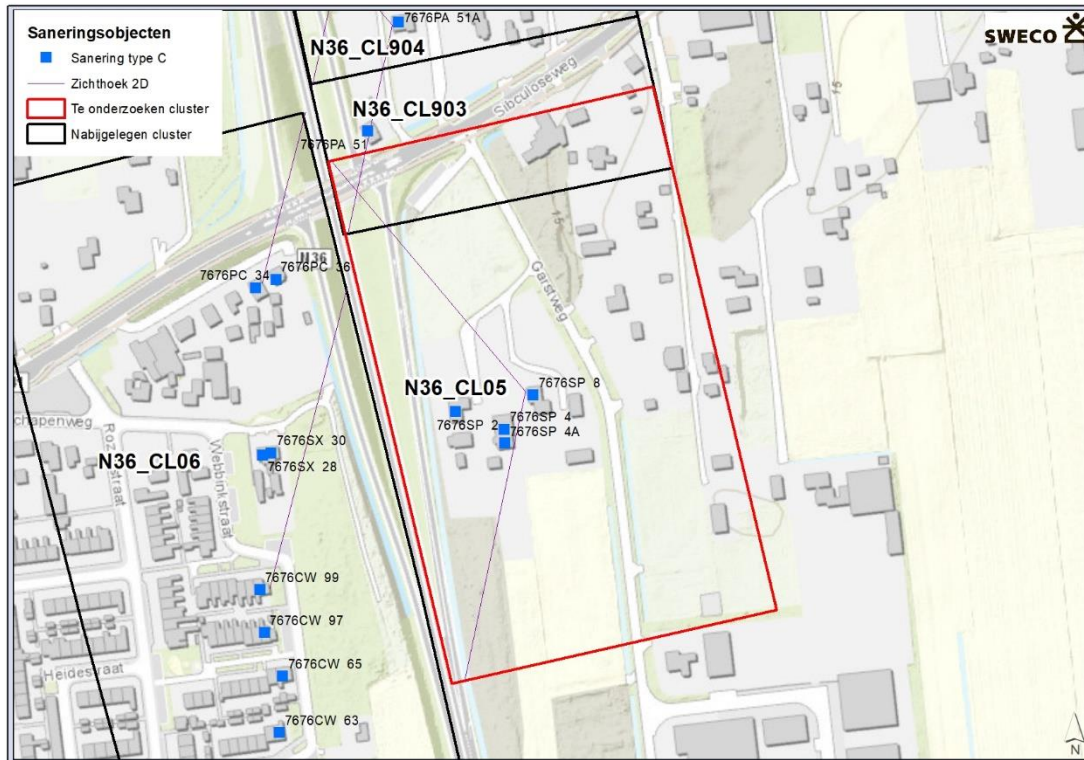 Saneringsobjecten
Sanering type C
Zichthoek 2D
Te onderzoeken cluster
Nabijgelegen cluster
SWECO
7676PA 51A
N36_CL904
N36_CL903
Sibculoseweg
7676PA 51
15
15
N36
7676PC 34
7676PC 36
Garstweg
N36_CL05
7676SP 8
7676SP 2
7676SP 4
7676SP 4A
N36_CL06
7676SX 30
7676SX 28
Webbinkstraat
7676CW 99
7676CW 97
Heidestraat
7676CW 65
7676CW 63
N